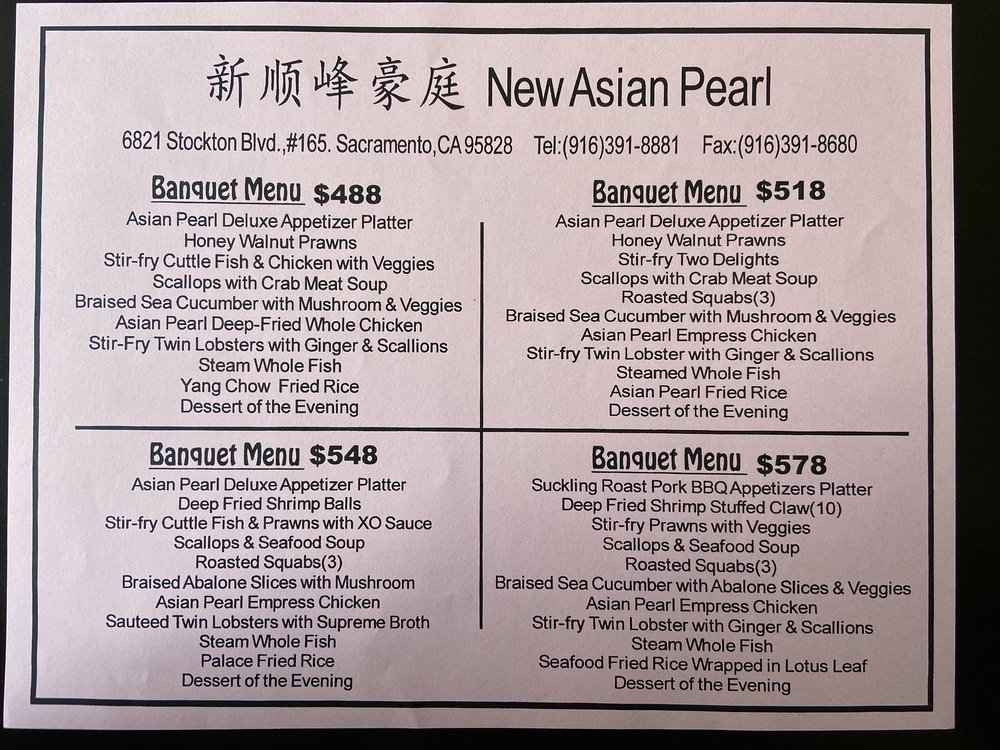 新顺峰豪庭 New Asian Pearl
6821 Stockton Blvd.,#165. Sacramento,CA 95828 Tel:(916)391-8881 Fax:(916)391-8680
Banquet Menu $488
Asian Pearl Deluxe Appetizer Platter
Honey Walnut Prawns
Stir-fry Cuttle Fish & Chicken with Veggies
Scallops with Crab Meat Soup
Braised Sea Cucumber with Mushroom & Veggies
Asian Pearl Deep-Fried Whole Chicken
Stir-Fry Twin Lobsters with Ginger & Scallions
Steam Whole Fish
Yang Chow Fried Rice
Dessert of the Evening
Banquet Menu $518
Asian Pearl Deluxe Appetizer Platter
Honey Walnut Prawns
Stir-fry Two Delights
Scallops with Crab Meat Soup
Roasted Squabs(3)
Braised Sea Cucumber with Mushroom & Veggies
Asian Pearl Empress Chicken
Stir-fry Twin Lobster with Ginger & Scallions
Steamed Whole Fish
Asian Pearl Fried Rice
Dessert of the Evening
Banquet Menu $548
Asian Pearl Deluxe Appetizer Platter
Deep Fried Shrimp Balls
Stir-fry Cuttle Fish & Prawns with XO Sauce
Scallops & Seafood Soup
Roasted Squabs(3)
Braised Abalone Slices with Mushroom
Asian Pearl Empress Chicken
Sauteed Twin Lobsters with Supreme Broth
Steam Whole Fish
Palace Fried Rice
Dessert of the Evening
Banquet Menu $578
Suckling Roast Pork BBQ Appetizers Platter
Deep Fried Shrimp Stuffed Claw(10)
Stir-fry Prawns with Veggies
Scallops & Seafood Soup
Roasted Squabs(3)
Braised Sea Cucumber with Abalone Slices & Veggies
Asian Pearl Empress Chicken
Stir-fry Twin Lobster with Ginger & Scallions
Steam Whole Fish
Seafood Fried Rice Wrapped in Lotus Leaf
Dessert of the Evening